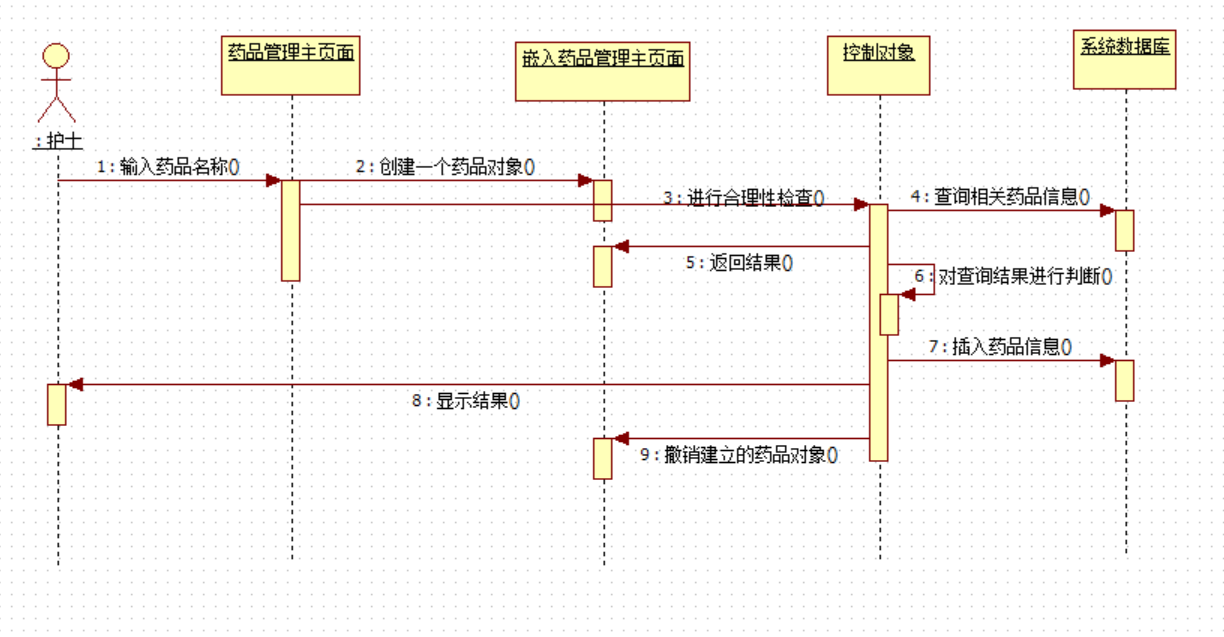 药品管理主页面
嵌入药品管理主页面
控制对象
系统数据库
:护士
1:输入药品名称()
2:创建一个药品对象()
3:进行合理性检查()
4:查询相关药品信息()
5:返回结果()
6:对查询结果进行判断()
7:插入药品信息()
8:显示结果()
9:撤销建立的药品对象()